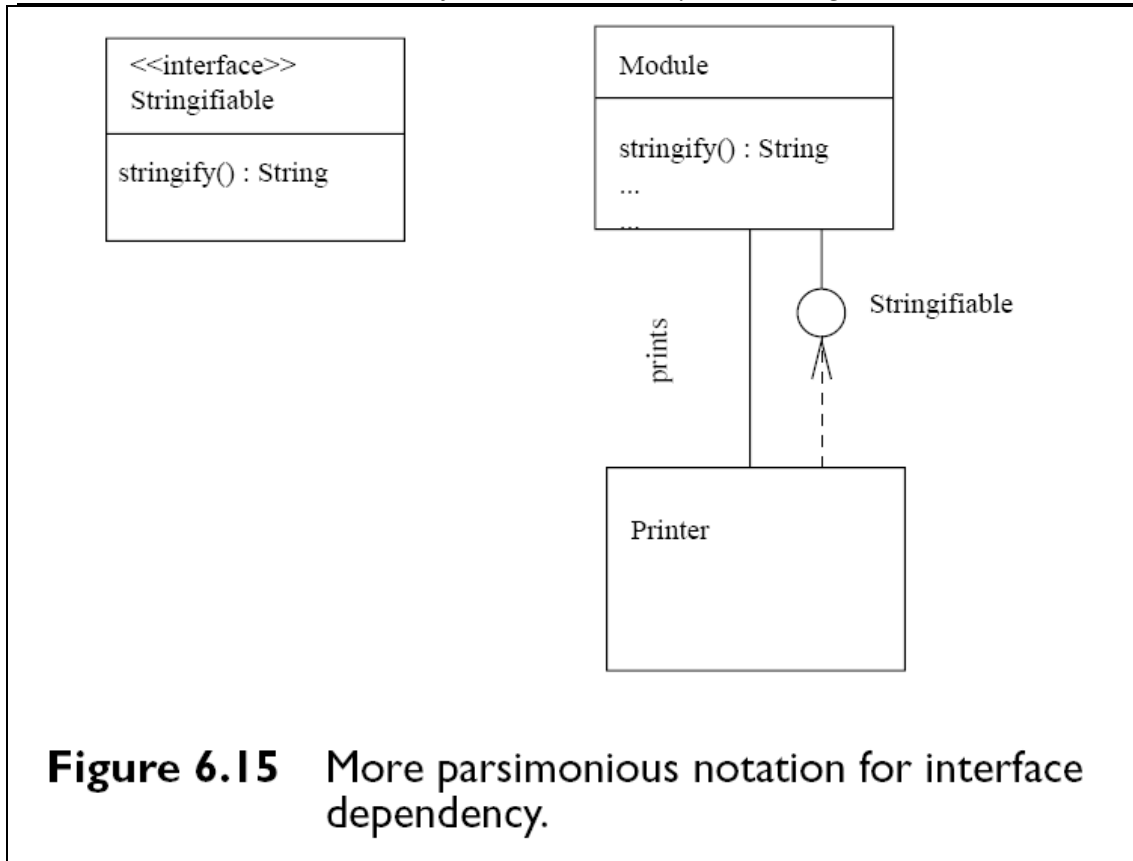 <<interface>>
Stringifiable
stringify() : String
Module
stringify() : String
...
...
Stringifiable
prints
Printer
Figure 6.15 More parsimonious notation for interface
dependency.